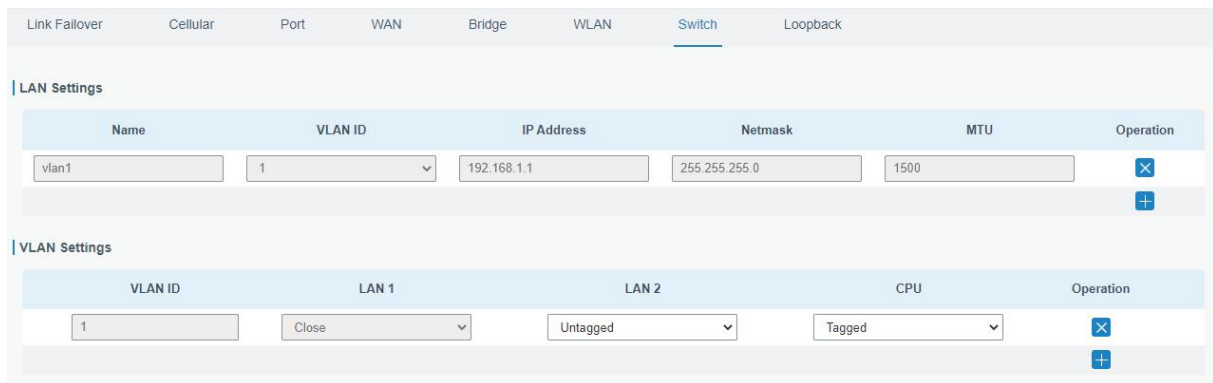 Link Failover Cellular Port WAN Bridge WLAN Switch Loopback
LAN Settings
Name VLAN ID IP Address Netmask MTU Operation
vlan1 1 192.168.1.1 255.255.255.0 1500
VLAN Settings
VLAN ID LAN 1 LAN 2 CPU Operation
1 Close Untagged Tagged